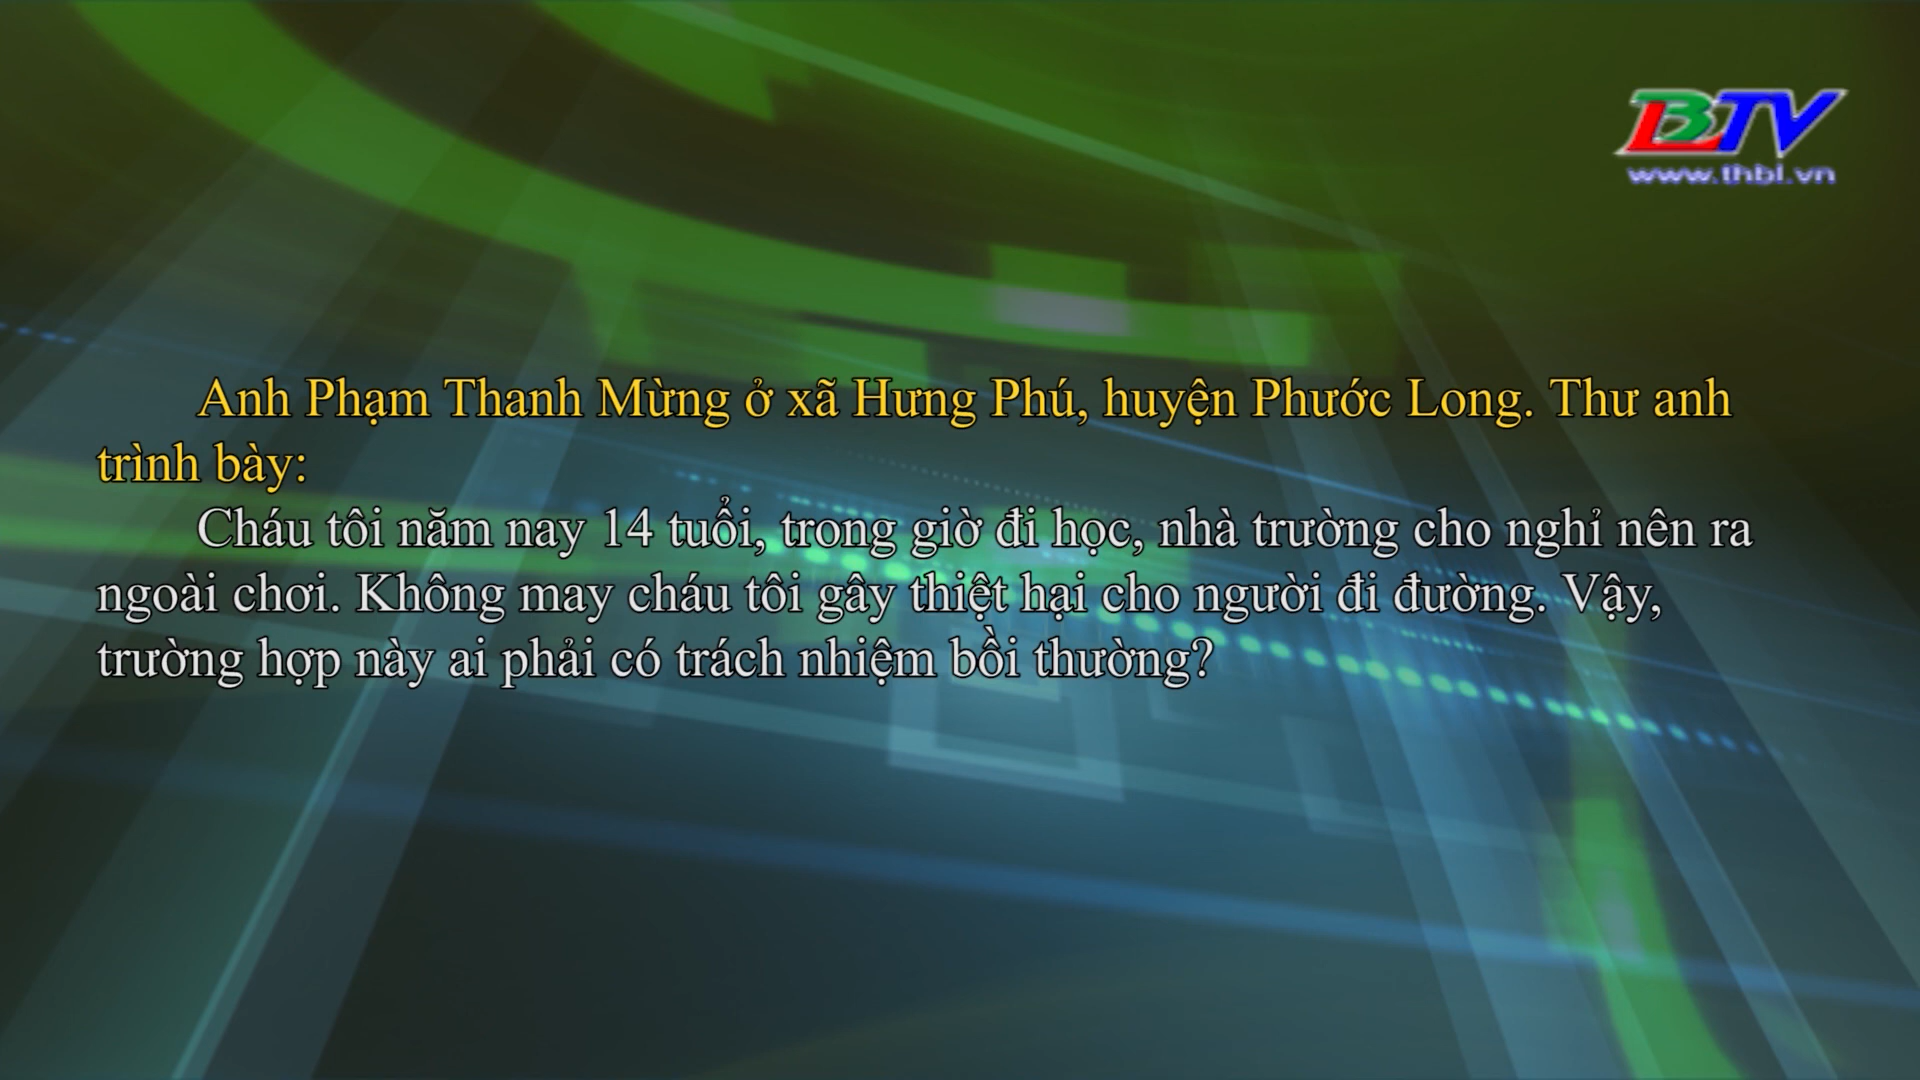 BTV
www.thbl.vn
Anh Phạm Thanh Mừng ở xã Hưng Phú, huyện Phước Long. Thư anh
trình bày:
Cháu tôi năm nay 14 tuổi, trong giờ đi học, nhà trường cho nghỉ nên ra
ngoài chơi. Không may cháu tôi gây thiệt hại cho người đi đường. Vậy,
trường hợp này ai phải có trách nhiệm bồi thường?